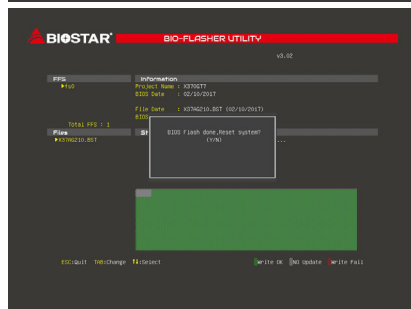 BIOSTAR®
BIO-FLASHER UTILITY
v3.02
FFS
▶fs0
Total FFS : 1
Information
Project Name : X370GT7
BIOS Date : 02/10/2017
File Date : X37AG210.BST (02/10/2017)
BIOS
Files
▶X37AG210.BST
St
BIOS Flash done,Reset system?
(Y/N)
...
ESC:Quit TAB:Change ↑↓:Select
Write OK NO Update Write Fail